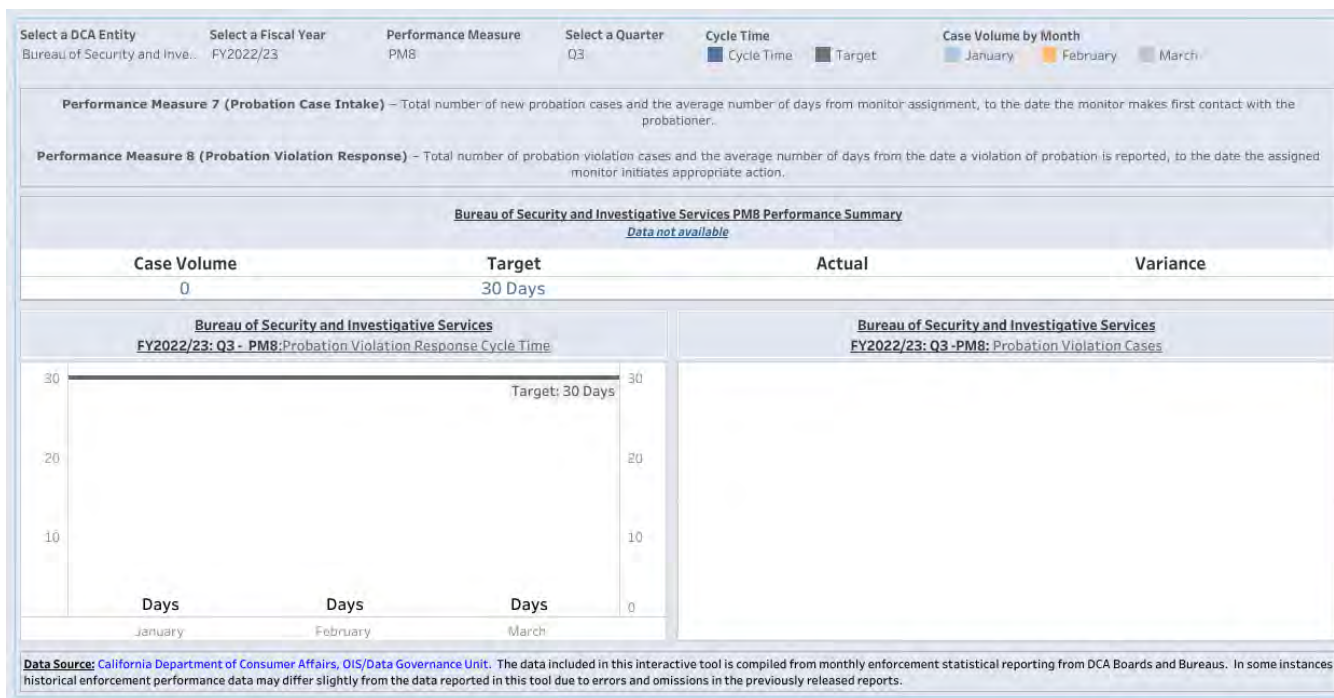 Select a DCA Entity Select a Fiscal Year Performance Measure Select a Quarter Cycle Time Case Volume by Month
Bureau of Security and Inve.. FY2022/23 PM8 Q3 Cycle Time Target January February March
Performance Measure 7 (Probation Case Intake) – Total number of new probation cases and the average number of days from monitor assignment, to the date the monitor makes first contact with the
probationer..
Performance Measure 8 (Probation Violation Response) – Total number of probation violation cases and the average number of days from the date a violation of probation is reported, to the date the assigned
monitor initiates appropriate action.
Bureau of Security and Investigative Services PM8 Performance Summary
Data not available
Case Volume Target Actual Variance
0 30 Days
Bureau of Security and Investigative Services
FY2022/23: Q3 - PM8:Probation Violation Response Cycle Time
30 30
Target: 30 Days
20 20
10 10
Days Days Days 0
January February March
Bureau of Security and Investigative Services
FY2022/23: Q3 -PM8: Probation Violation Cases
Data Source: California Department of Consumer Affairs, OIS/Data Governance Unit. The data included in this interactive tool is compiled from monthly enforcement statistical reporting from DCA Boards and Bureaus. In some instances
historical enforcement performance data may differ slightly from the data reported in this tool due to errors and omissions in the previously released reports.